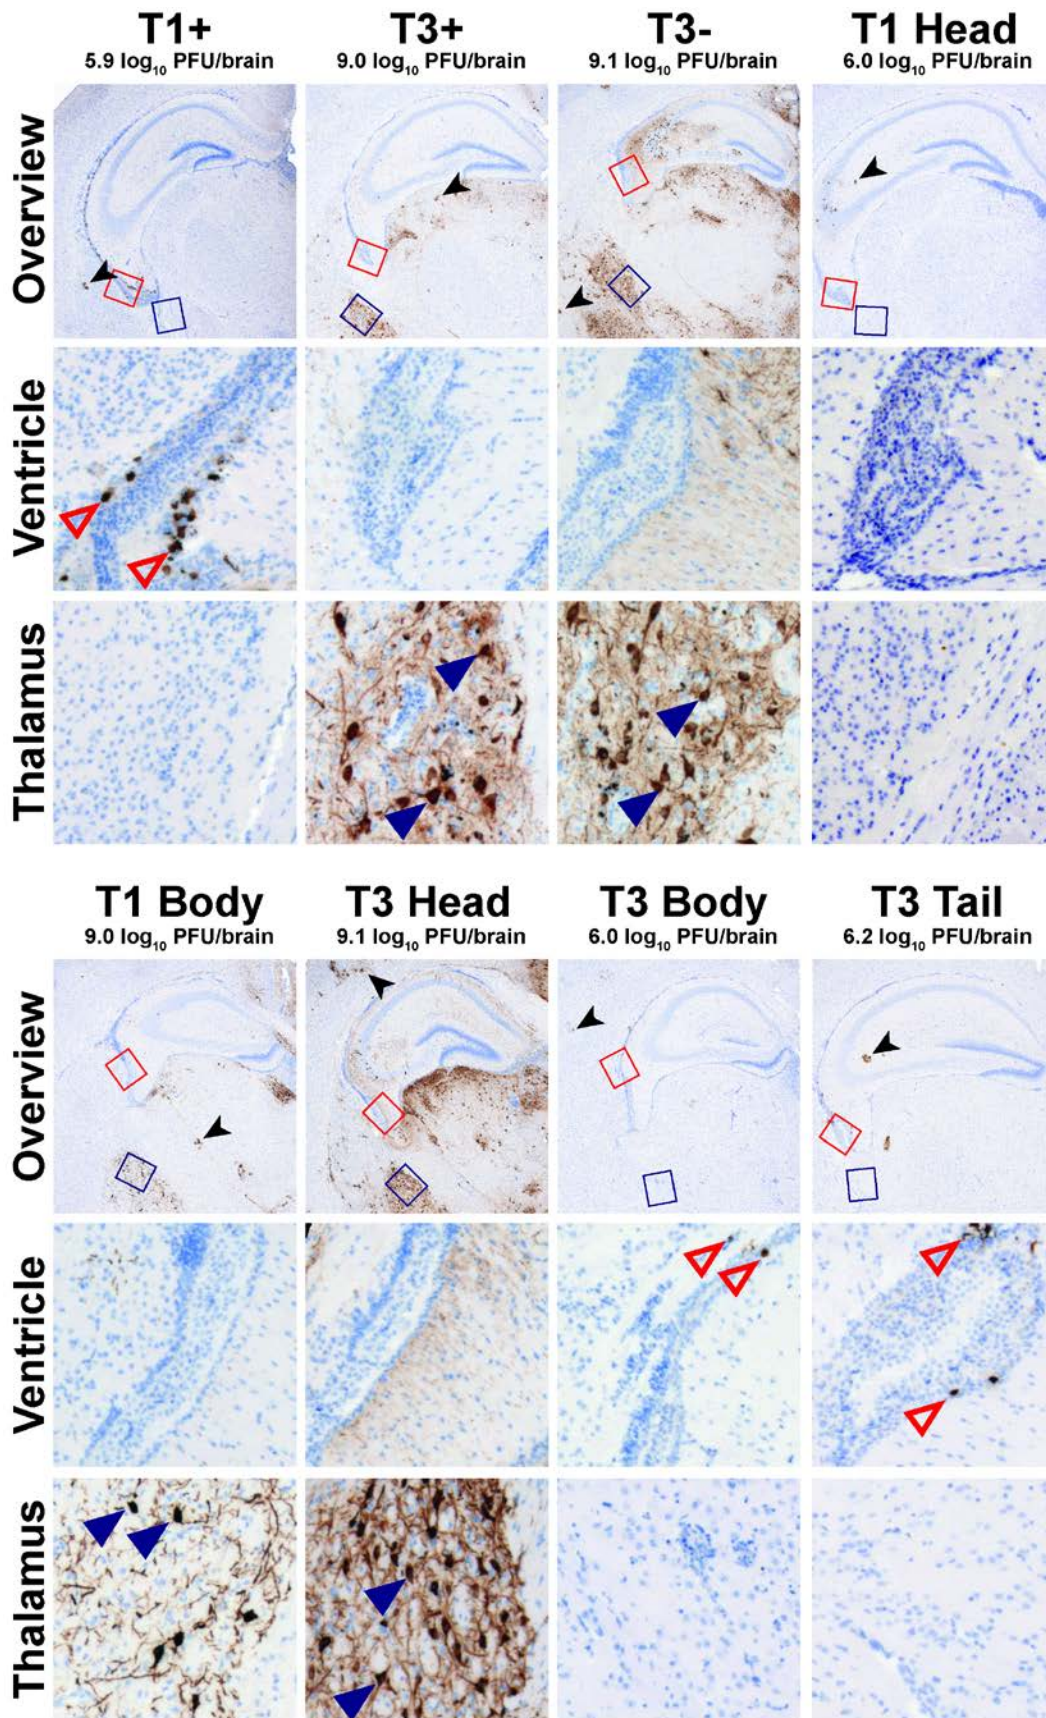 T1+ T3+ T3- T1 Head
5.9 log₁₀ PFU/brain 9.0 log₁₀ PFU/brain 9.1 log₁₀ PFU/brain 6.0 log₁₀ PFU/brain
Overview
Ventricle
Thalamus
T1 Body T3 Head T3 Body T3 Tail
9.0 log₁₀ PFU/brain 9.1 log₁₀ PFU/brain 6.0 log₁₀ PFU/brain 6.2 log₁₀ PFU/brain
Overview
Ventricle
Thalamus